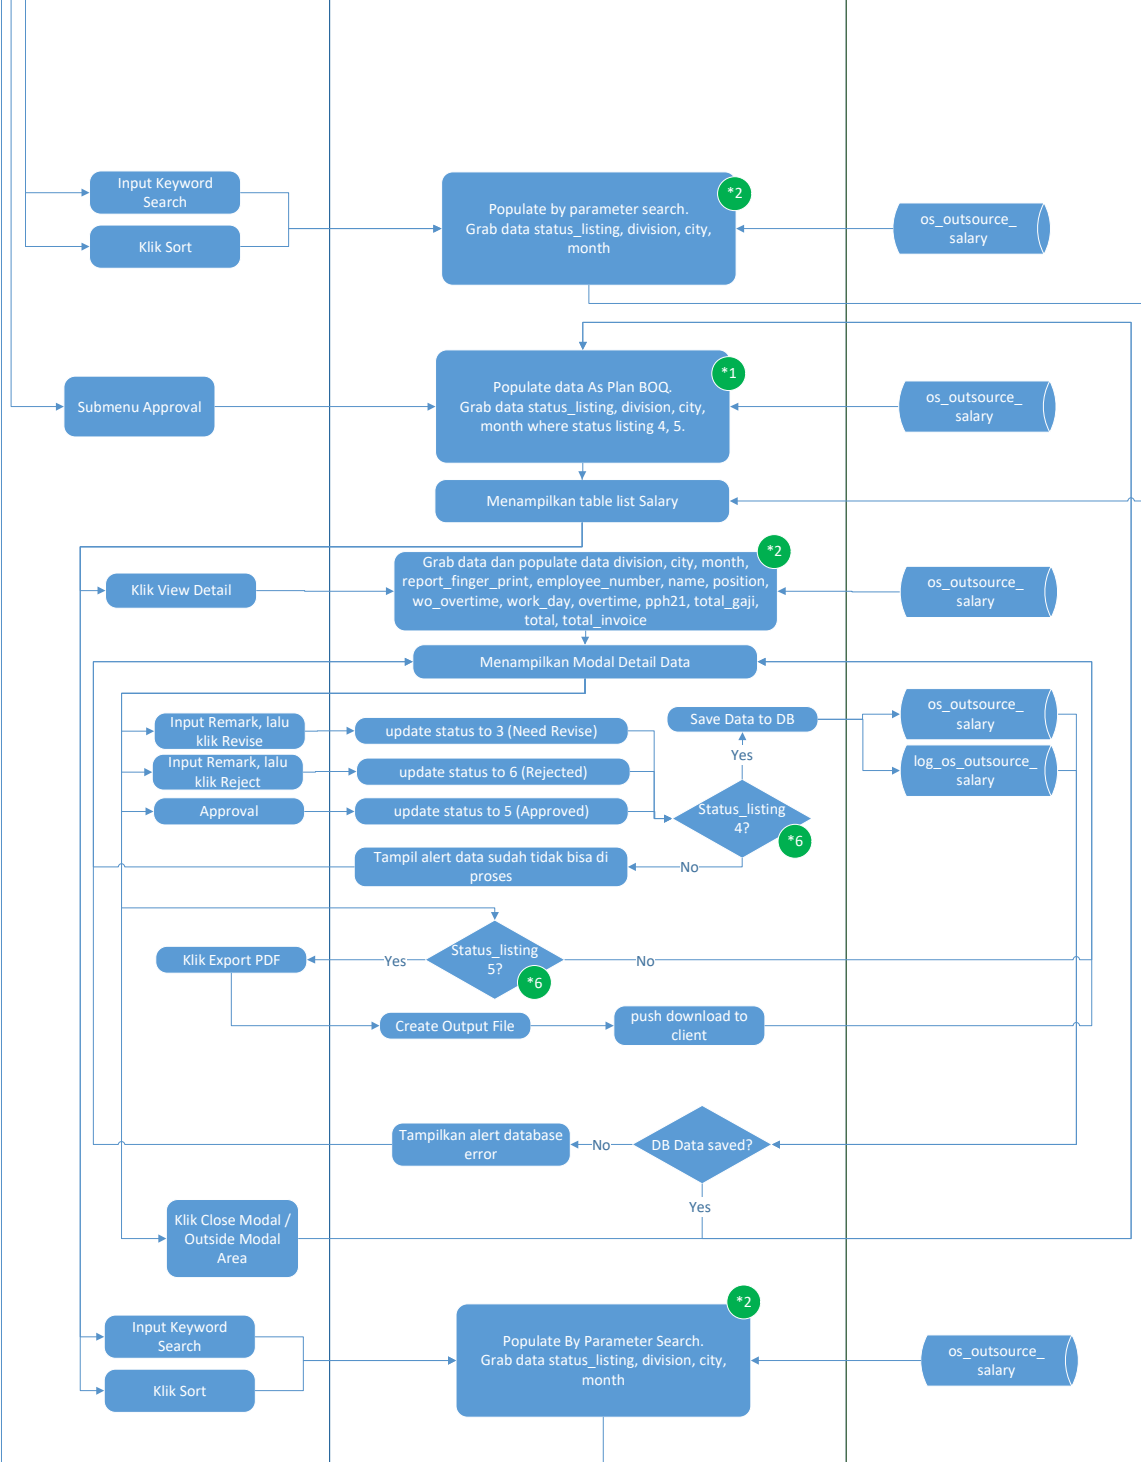 Input Keyword
Search
Klik Sort
*2
Populate by parameter search.
Grab data status_listing, division, city,
month
os_outsource_
salary
Submenu Approval
*1
Populate data As Plan BOQ.
Grab data status_listing, division, city,
month where status listing 4, 5.
os_outsource_
salary
Menampilkan table list Salary
Klik View Detail
*2
Grab data dan populate data division, city, month,
report_finger_print, employee_number, name, position,
wo_overtime, work_day, overtime, pph21, total_gaji,
total, total_invoice
os_outsource_
salary
Menampilkan Modal Detail Data
Input Remark, lalu
klik Revise
update status to 3 (Need Revise)
Save Data to DB
os_outsource_
salary
Yes
Input Remark, lalu
klik Reject
update status to 6 (Rejected)
log_os_outsource_
salary
Approval
update status to 5 (Approved)
Status_listing
4?
*6
Tampil alert data sudah tidak bisa di
proses
No
Klik Export PDF
Yes
Status_listing
5?
*6
No
Create Output File
push download to
client
Tampilkan alert database
error
No
DB Data saved?
Yes
Klik Close Modal /
Outside Modal
Area
Input Keyword
Search
Klik Sort
*2
Populate By Parameter Search.
Grab data status_listing, division, city,
month
os_outsource_
salary